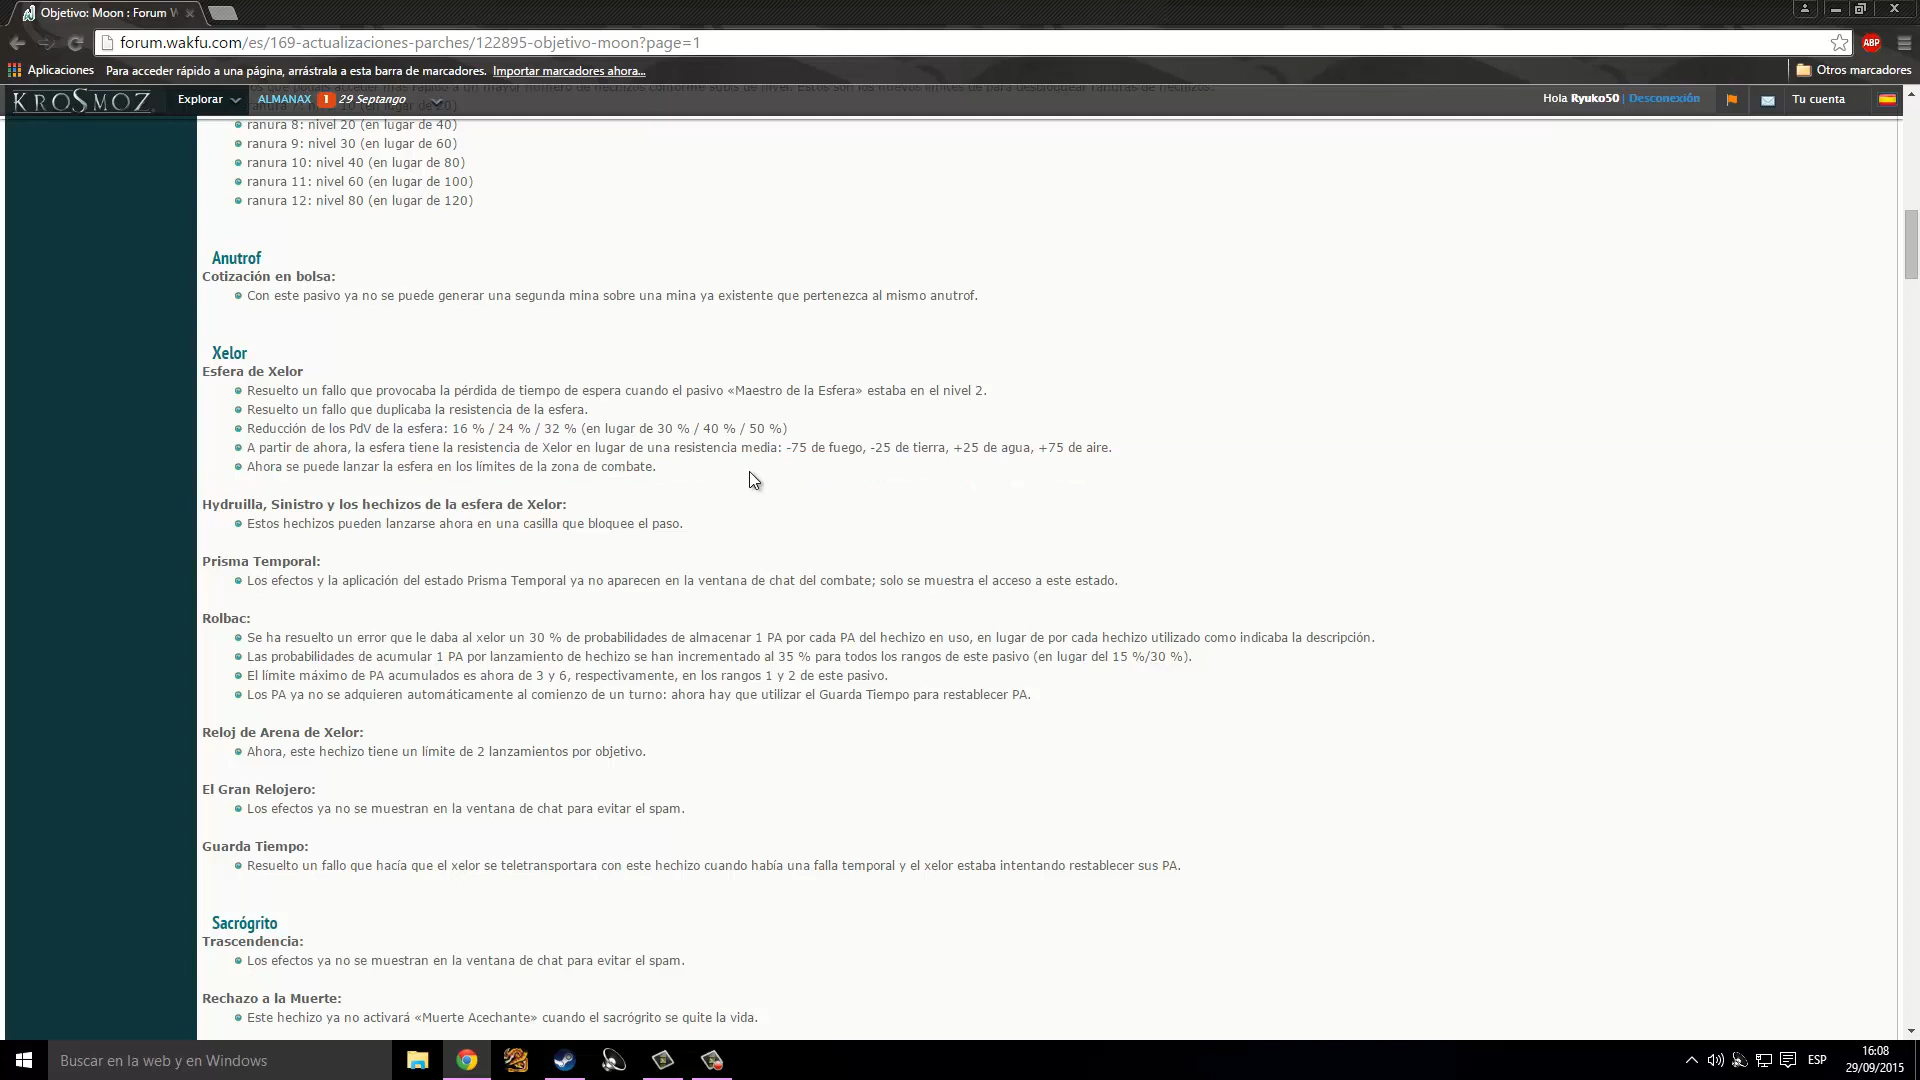 Objetivo: Moon : Forum W
forum.wakfu.com/es/169-actualizaciones-parches/122895-objetivo-moon?page=1
ABP
Aplicaciones Para acceder rápido a una página, arrástrala a esta barra de marcadores. Importar marcadores ahora... Otros marcadores
KROSMOZ Explorar ALMANAX 1 29 Septango Hola Ryuko50 | Desconexión Tu cuenta
ranura 8: nivel 20 (en lugar de 40)
ranura 9: nivel 30 (en lugar de 60)
ranura 10: nivel 40 (en lugar de 80)
ranura 11: nivel 60 (en lugar de 100)
ranura 12: nivel 80 (en lugar de 120)
Anutrof
Cotización en bolsa:
Con este pasivo ya no se puede generar una segunda mina sobre una mina ya existente que pertenezca al mismo anutrof.
Xelor
Esfera de Xelor
Resuelto un fallo que provocaba la pérdida de tiempo de espera cuando el pasivo «Maestro de la Esfera» estaba en el nivel 2.
Resuelto un fallo que duplicaba la resistencia de la esfera.
Reducción de los PdV de la esfera: 16 % / 24 % / 32 % (en lugar de 30 % / 40 % / 50 %)
A partir de ahora, la esfera tiene la resistencia de Xelor en lugar de una resistencia media: -75 de fuego, -25 de tierra, +25 de agua, +75 de aire.
Ahora se puede lanzar la esfera en los límites de la zona de combate.
Hydruilla, Sinistro y los hechizos de la esfera de Xelor:
Estos hechizos pueden lanzarse ahora en una casilla que bloquee el paso.
Prisma Temporal:
Los efectos y la aplicación del estado Prisma Temporal ya no aparecen en la ventana de chat del combate; solo se muestra el acceso a este estado.
Rolbac:
Se ha resuelto un error que le daba al xelor un 30 % de probabilidades de almacenar 1 PA por cada PA del hechizo en uso, en lugar de por cada hechizo utilizado como indicaba la descripción.
Las probabilidades de acumular 1 PA por lanzamiento de hechizo se han incrementado al 35 % para todos los rangos de este pasivo (en lugar del 15 %/30 %).
El límite máximo de PA acumulados es ahora de 3 y 6, respectivamente, en los rangos 1 y 2 de este pasivo.
Los PA ya no se adquieren automáticamente al comienzo de un turno: ahora hay que utilizar el Guarda Tiempo para restablecer PA.
Reloj de Arena de Xelor:
Ahora, este hechizo tiene un límite de 2 lanzamientos por objetivo.
El Gran Relojero:
Los efectos ya no se muestran en la ventana de chat para evitar el spam.
Guarda Tiempo:
Resuelto un fallo que hacía que el xelor se teletransportara con este hechizo cuando había una falla temporal y el xelor estaba intentando restablecer sus PA.
Sacrógrito
Trascendencia:
Los efectos ya no se muestran en la ventana de chat para evitar el spam.
Rechazo a la Muerte:
Este hechizo ya no activará «Muerte Acechante» cuando el sacrógrito se quite la vida.
Buscar en la web y en Windows
ESP
16:08
29/09/2015